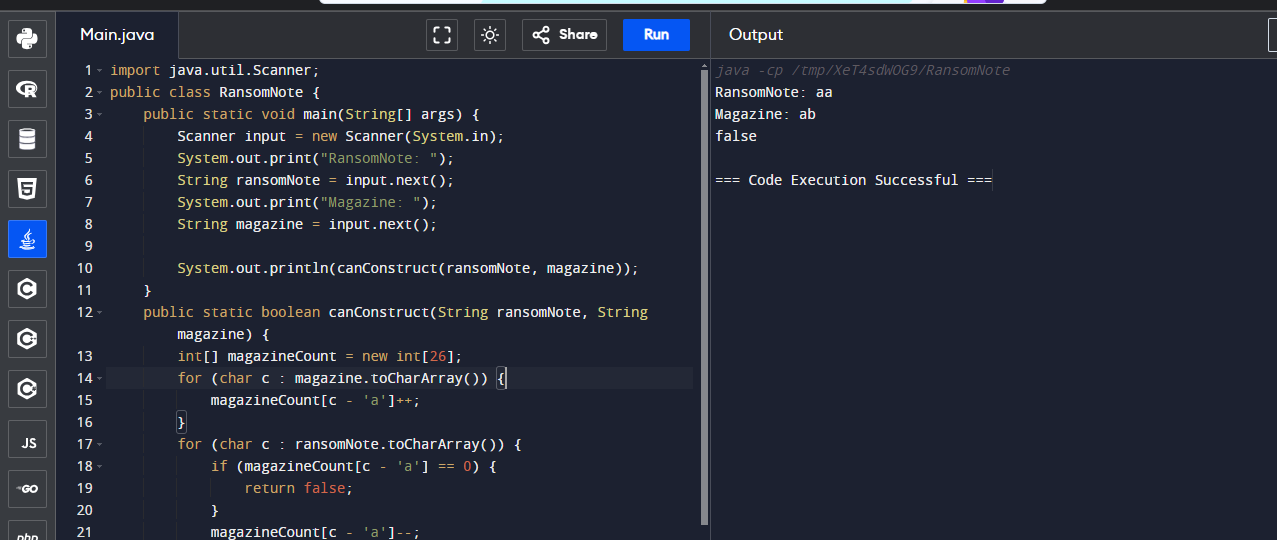 Main.java
Share
Run
Output
1 import java.util.Scanner;
2 public class RansomNote {
3 public static void main(String[] args) {
4 Scanner input = new Scanner(System.in);
5 System.out.print("RansomNote: ");
6 String ransomNote = input.next();
7 System.out.print("Magazine: ");
8 String magazine = input.next();
9
10 System.out.println(canConstruct(ransomNote, magazine));
11 }
12 public static boolean canConstruct(String ransomNote, String
magazine) {
13 int[] magazineCount = new int[26];
14 for (char c : magazine.toCharArray()) {
15 magazineCount[c - 'a']++;
16 }
17 for (char c : ransomNote.toCharArray()) {
18 if (magazineCount[c - 'a'] == 0) {
19 return false;
20 }
21 magazineCount[c - 'a']--;
java -cp /tmp/XeT4sdWOG9/RansomNote
RansomNote: aa
Magazine: ab
false
=== Code Execution Successful ===
R
5
C
C
C
JS
GO
php